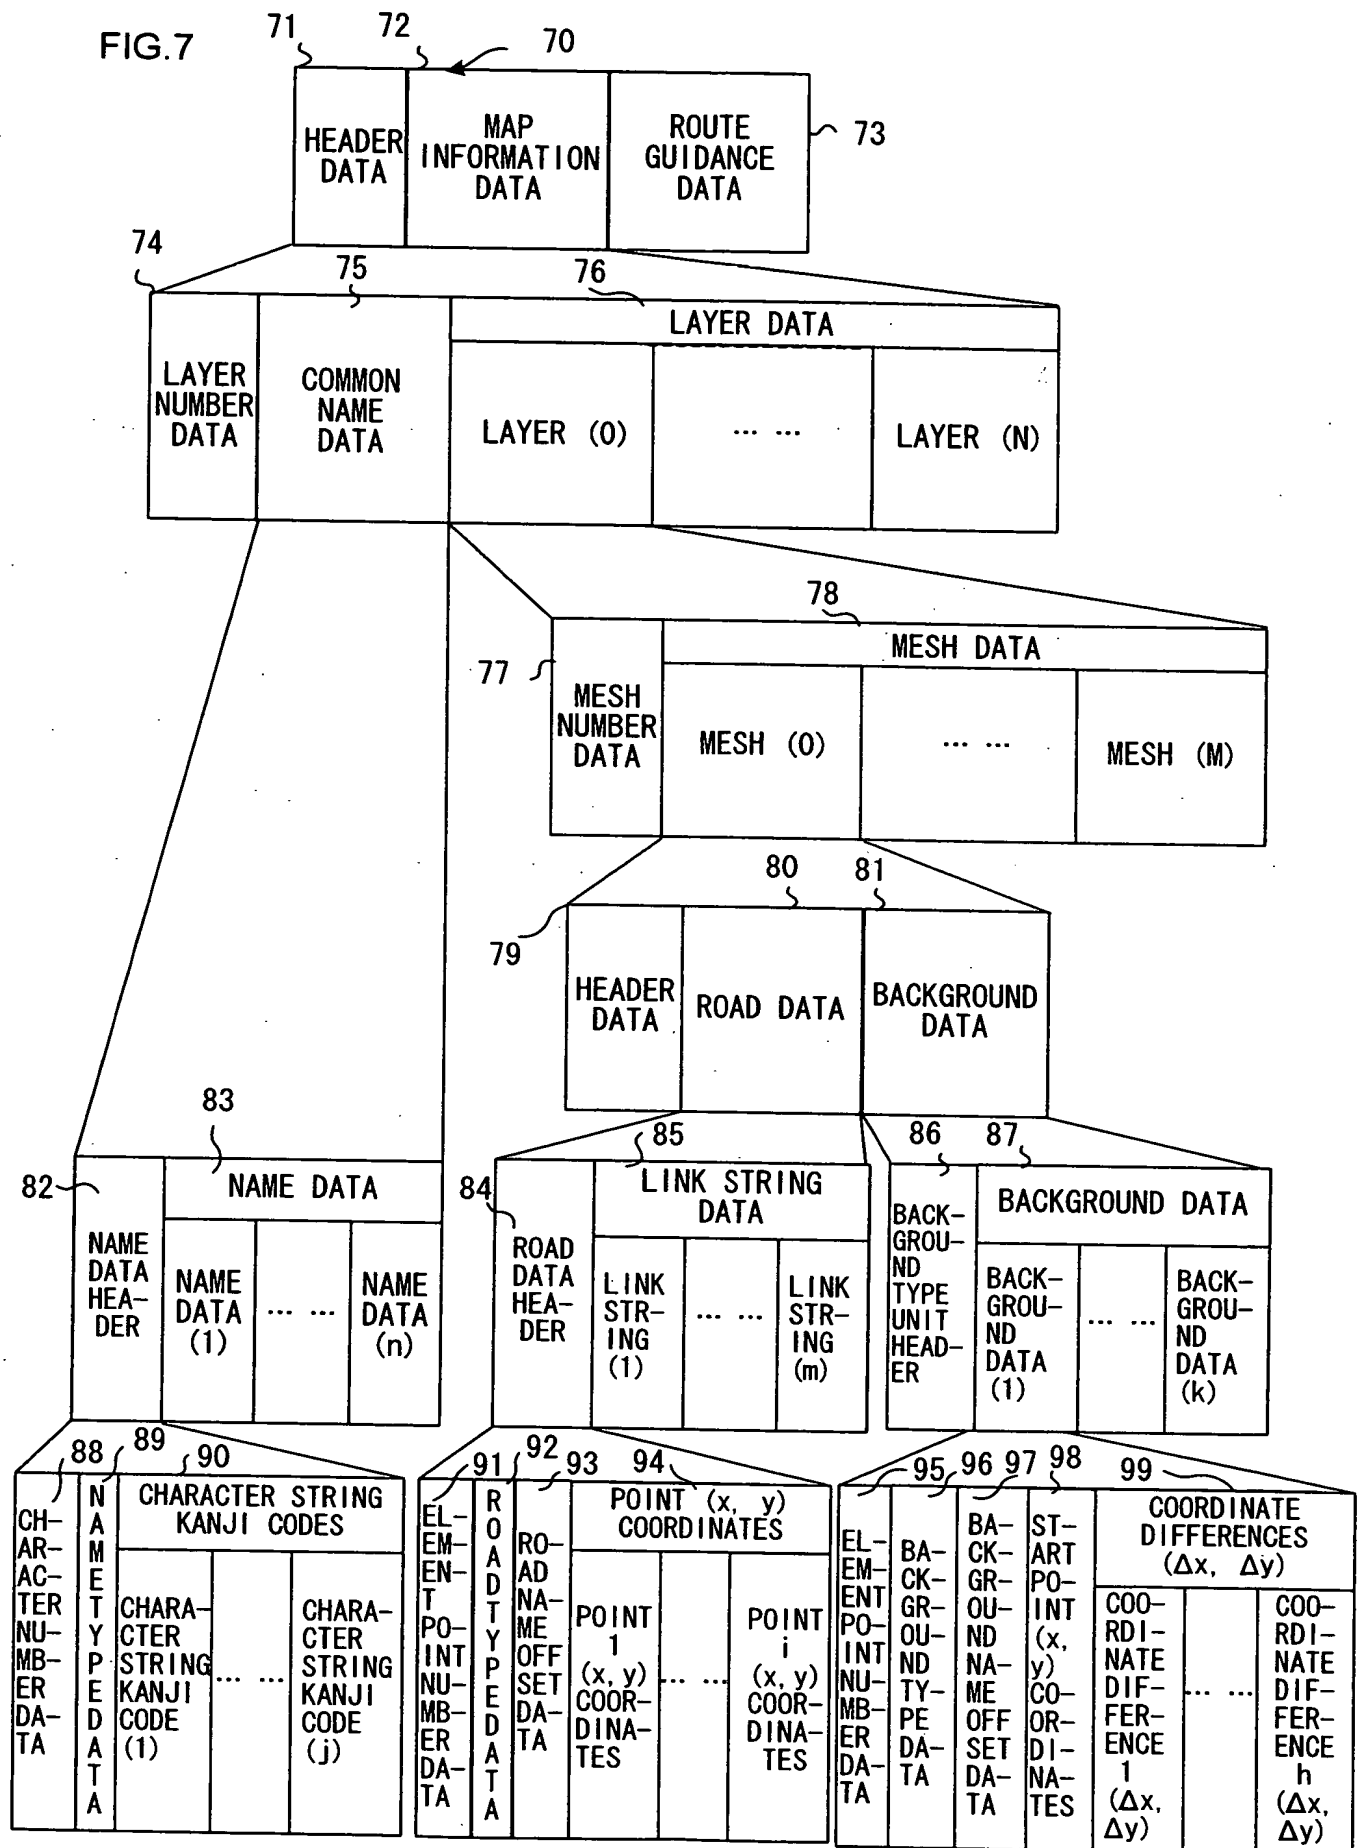 FIG.7
71
72
70
HEADER
DATA
MAP
INFORMATION
DATA
ROUTE
GUIDANCE
DATA
73
74
75
76
LAYER
NUMBER
DATA
COMMON
NAME
DATA
LAYER DATA
LAYER (0)
... ...
LAYER (N)
77
78
MESH
NUMBER
DATA
MESH DATA
MESH (0)
... ...
MESH (M)
79
80
81
HEADER
DATA
ROAD DATA
BACKGROUND
DATA
82
83
NAME
DATA
HEA-
DER
NAME DATA
NAME
DATA
(1)
... ...
NAME
DATA
(n)
84
85
ROAD
DATA
HEA-
DER
LINK STRING
DATA
LINK
STR-
ING
(1)
... ...
LINK
STR-
ING
(m)
86
87
BACK-
GROU-
ND
TYPE
UNIT
HEAD-
ER
BACKGROUND DATA
BACK-
GROU-
ND
DATA
(1)
... ...
BACK-
GROU-
ND
DATA
(k)
88
89
90
CH-
AR-
AC-
TER
NU-
MB-
ER
DA-
TA
N
A
M
E
T
Y
P
E
D
A
T
A
CHARACTER STRING
KANJI CODES
CHARA-
CTER
STRING
KANJI
CODE
(1)
... ...
CHARA-
CTER
STRING
KANJI
CODE
(j)
91
92
93
94
EL-
EM-
EN-
T
PO-
INT
NU-
MB-
ER
DA-
TA
R
O
A
D
T
Y
P
E
D
A
T
A
RO-
AD
NA-
ME
OFF
SET
DA-
TA
POINT (x, y)
COORDINATES
POINT
1
(x, y)
COOR-
DINA-
TES
... ...
POINT
i
(x, y)
COOR-
DINA-
TES
95
96
97
98
99
EL-
EM-
ENT
PO-
INT
NU-
MB-
ER
DA-
TA
BA-
CK-
GR-
OU-
ND
TY-
PE
DA-
TA
BA-
CK-
GR-
OU-
ND
NA-
ME
OFF
SET
DA-
TA
ST-
ART
PO-
INT
(x,
y)
CO-
OR-
DI-
NA-
TES
COORDINATE
DIFFERENCES
(Δx, Δy)
COO-
RDI-
NATE
DIF-
FER-
ENCE
1
(Δx,
Δy)
... ...
COO-
RDI-
NATE
DIF-
FER-
ENCE
h
(Δx,
Δy)